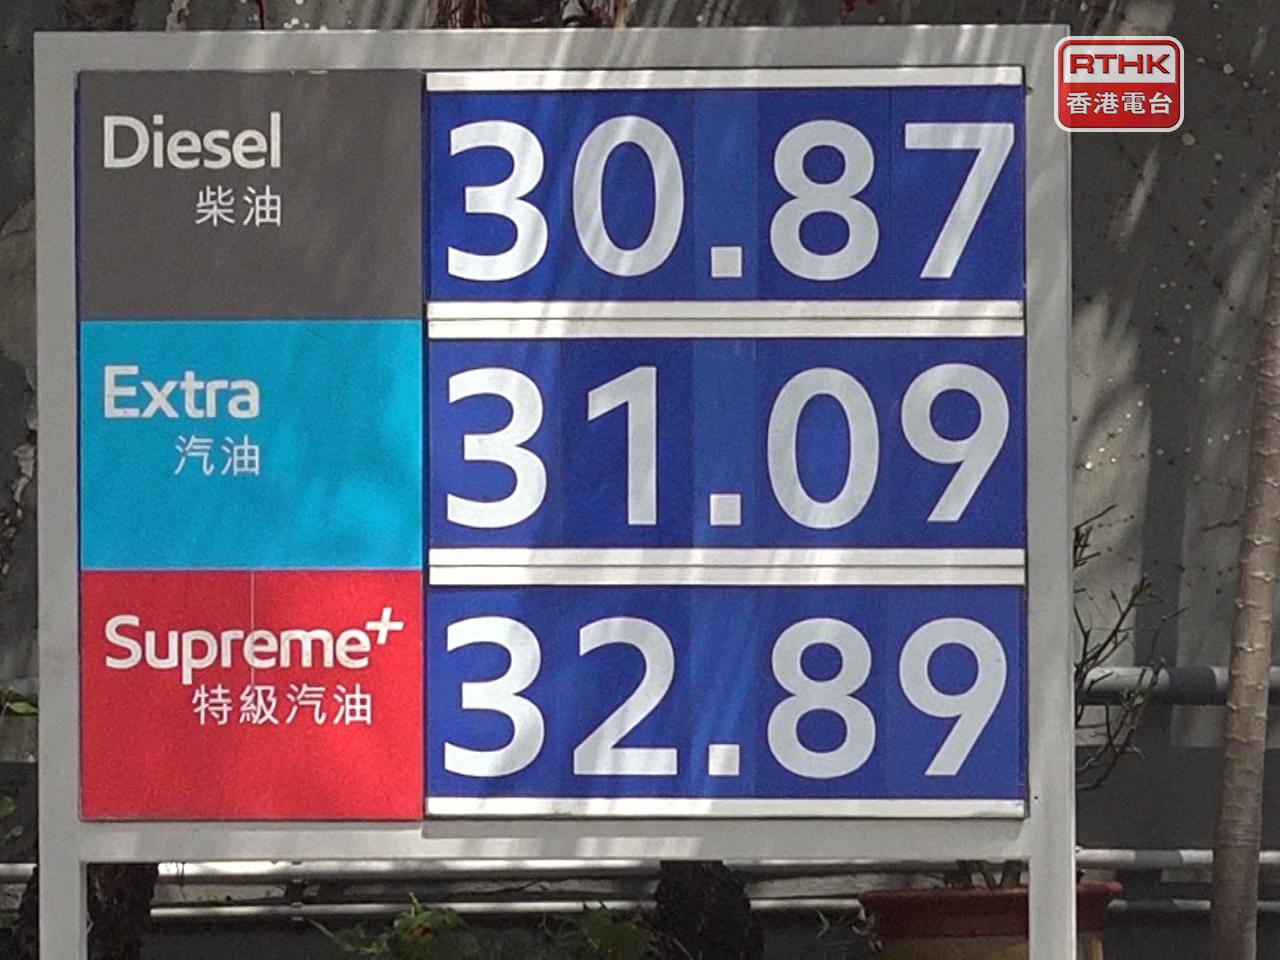 RTHK
香港電台
Diesel
柴油
30.87
Extra
汽油
31.09
Supreme+
特級汽油
32.89